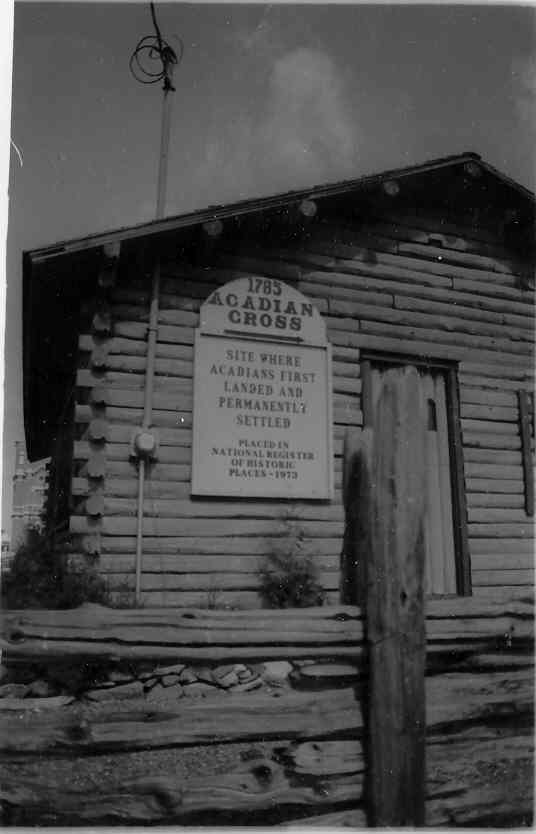 1785
ACADIAN
CROSS
SITE WHERE
ACADIANS FIRST
LANDED AND
PERMANENTLY
SETTLED
PLACED IN
NATIONAL REGISTER
OF HISTORIC
PLACES - 1973